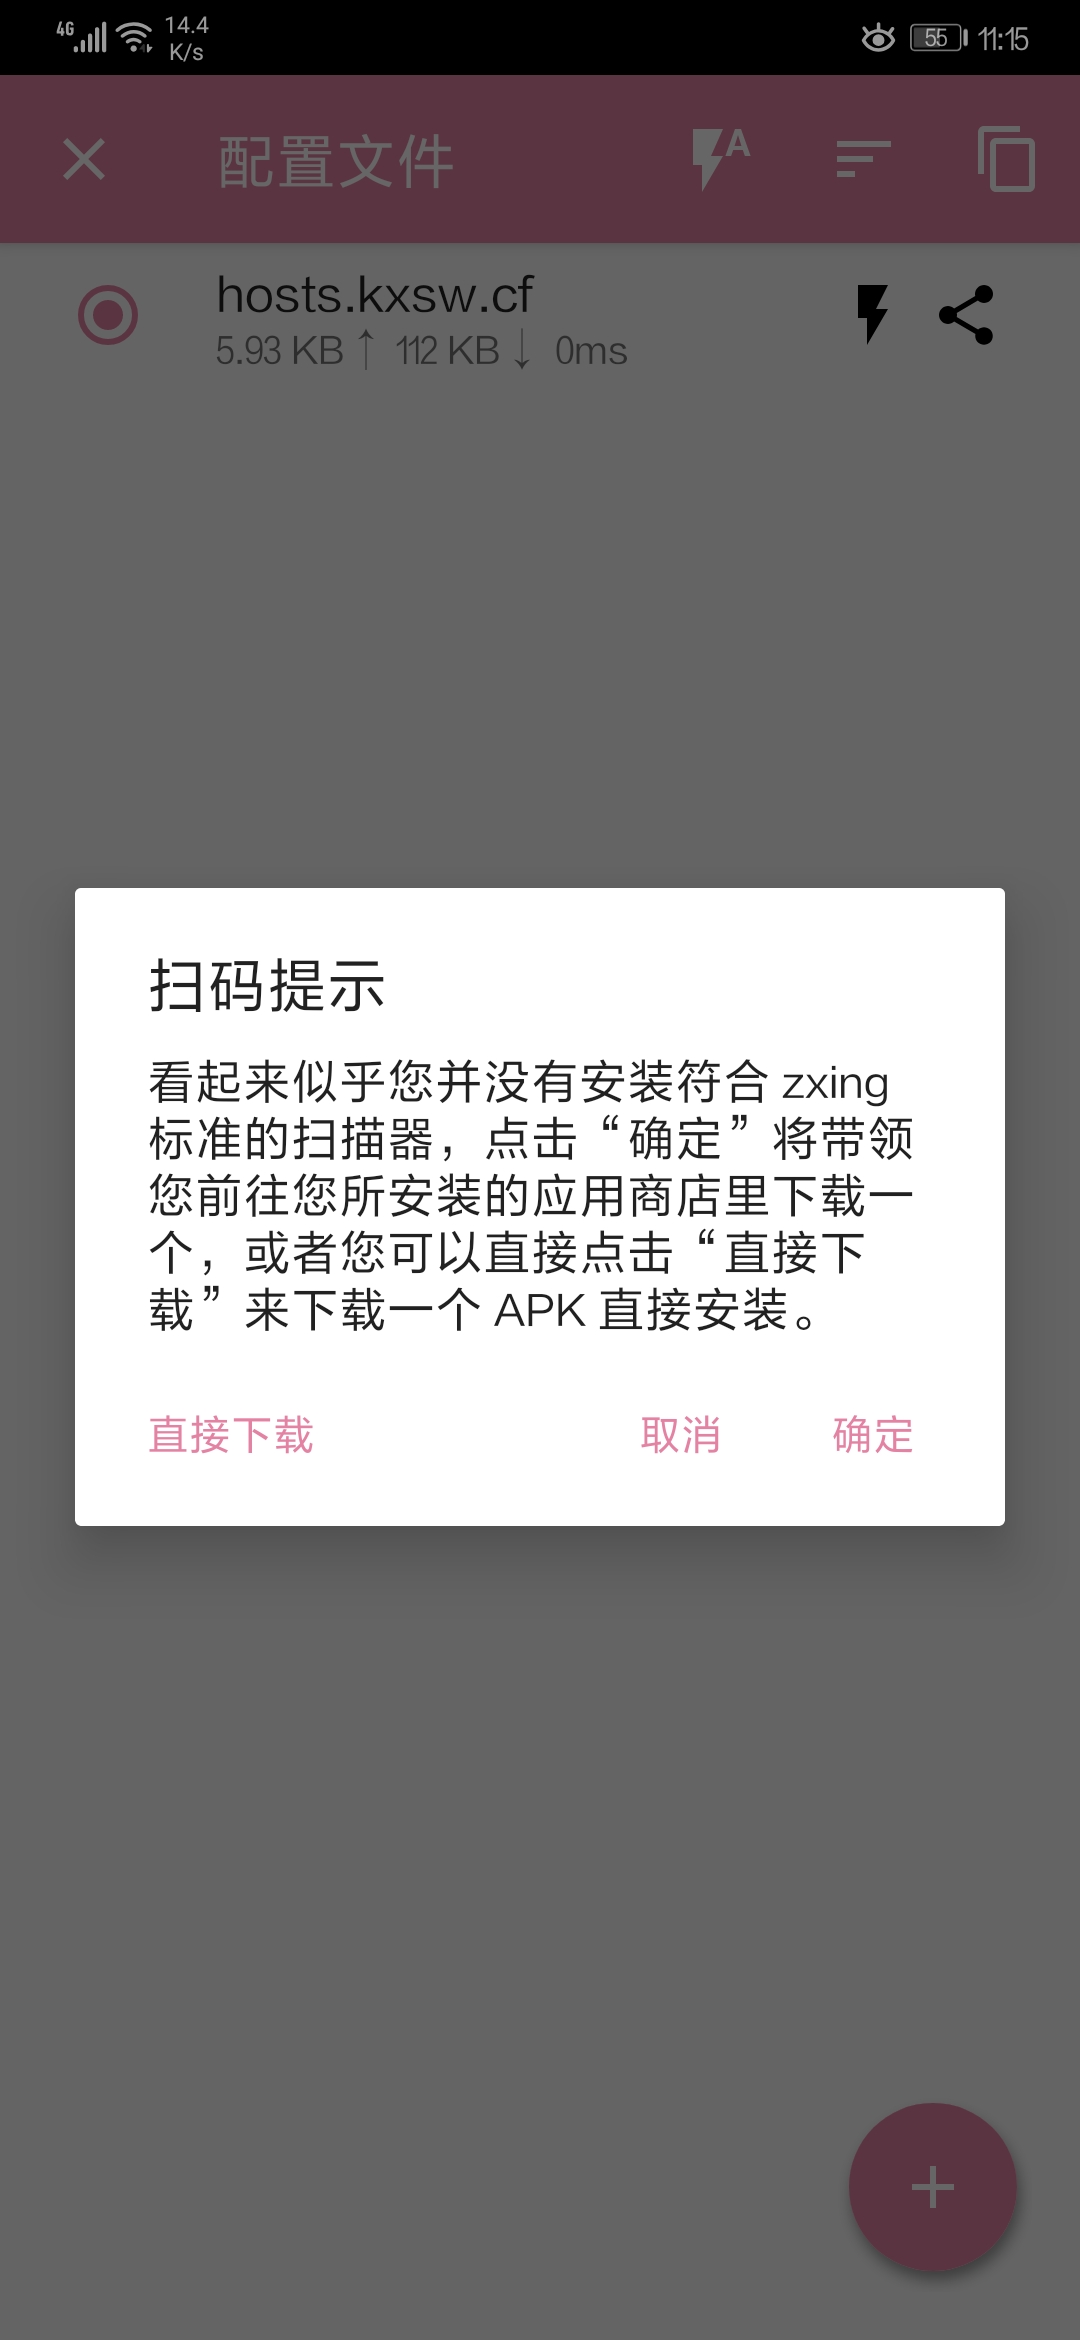 4G 14.4 K/s 55 11:15
配置文件 A
hosts.kxsw.cf
5.93 KB↑ 112 KB↓ 0ms
扫码提示
看起来似乎您并没有安装符合 zxing
标准的扫描器，点击“确定”将带领
您前往您所安装的应用商店里下载一
个，或者您可以直接点击“直接下
载”来下载一个 APK 直接安装。
直接下载 取消 确定